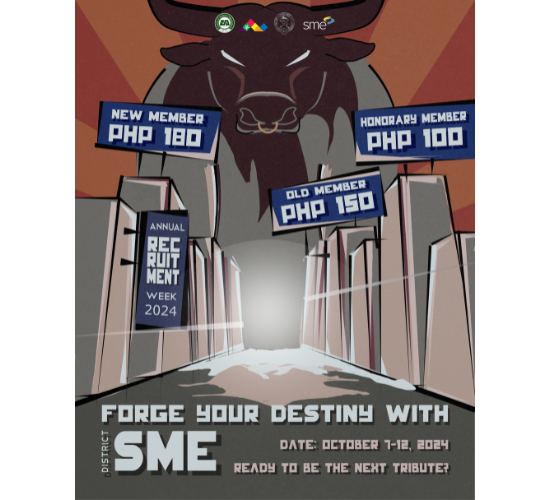 sme
NEW MEMBER
PHP 180
HONORARY MEMBER
PHP 100
OLD MEMBER
PHP 150
ANNUAL
REC
RUIT
MENT
WEEK
2024
FORGE YOUR DESTINY WITH
DISTRICT
SME
DATE: OCTOBER 7-12, 2024
READY TO BE THE NEXT TRIBUTE?